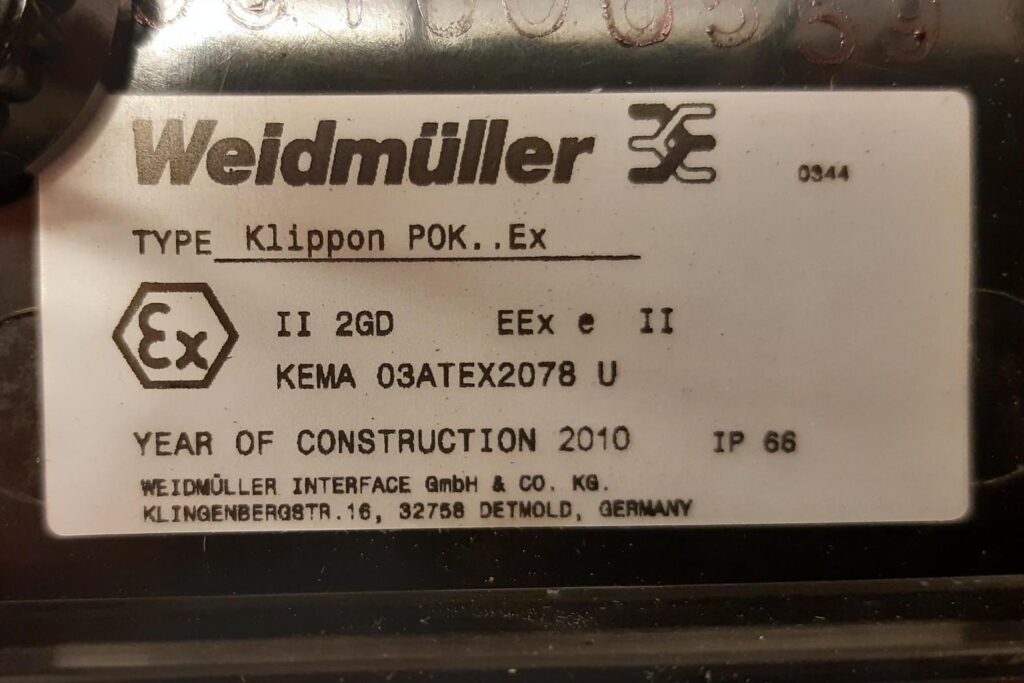 Weidmüller
0344
TYPE Klippon POK..Ex
Ex
II 2GD EEx e II
KEMA 03ATEX2078 U
YEAR OF CONSTRUCTION 2010 IP 66
WEIDMÜLLER INTERFACE GmbH & CO. KG.
KLINGENBERGSTR.16, 32758 DETMOLD, GERMANY